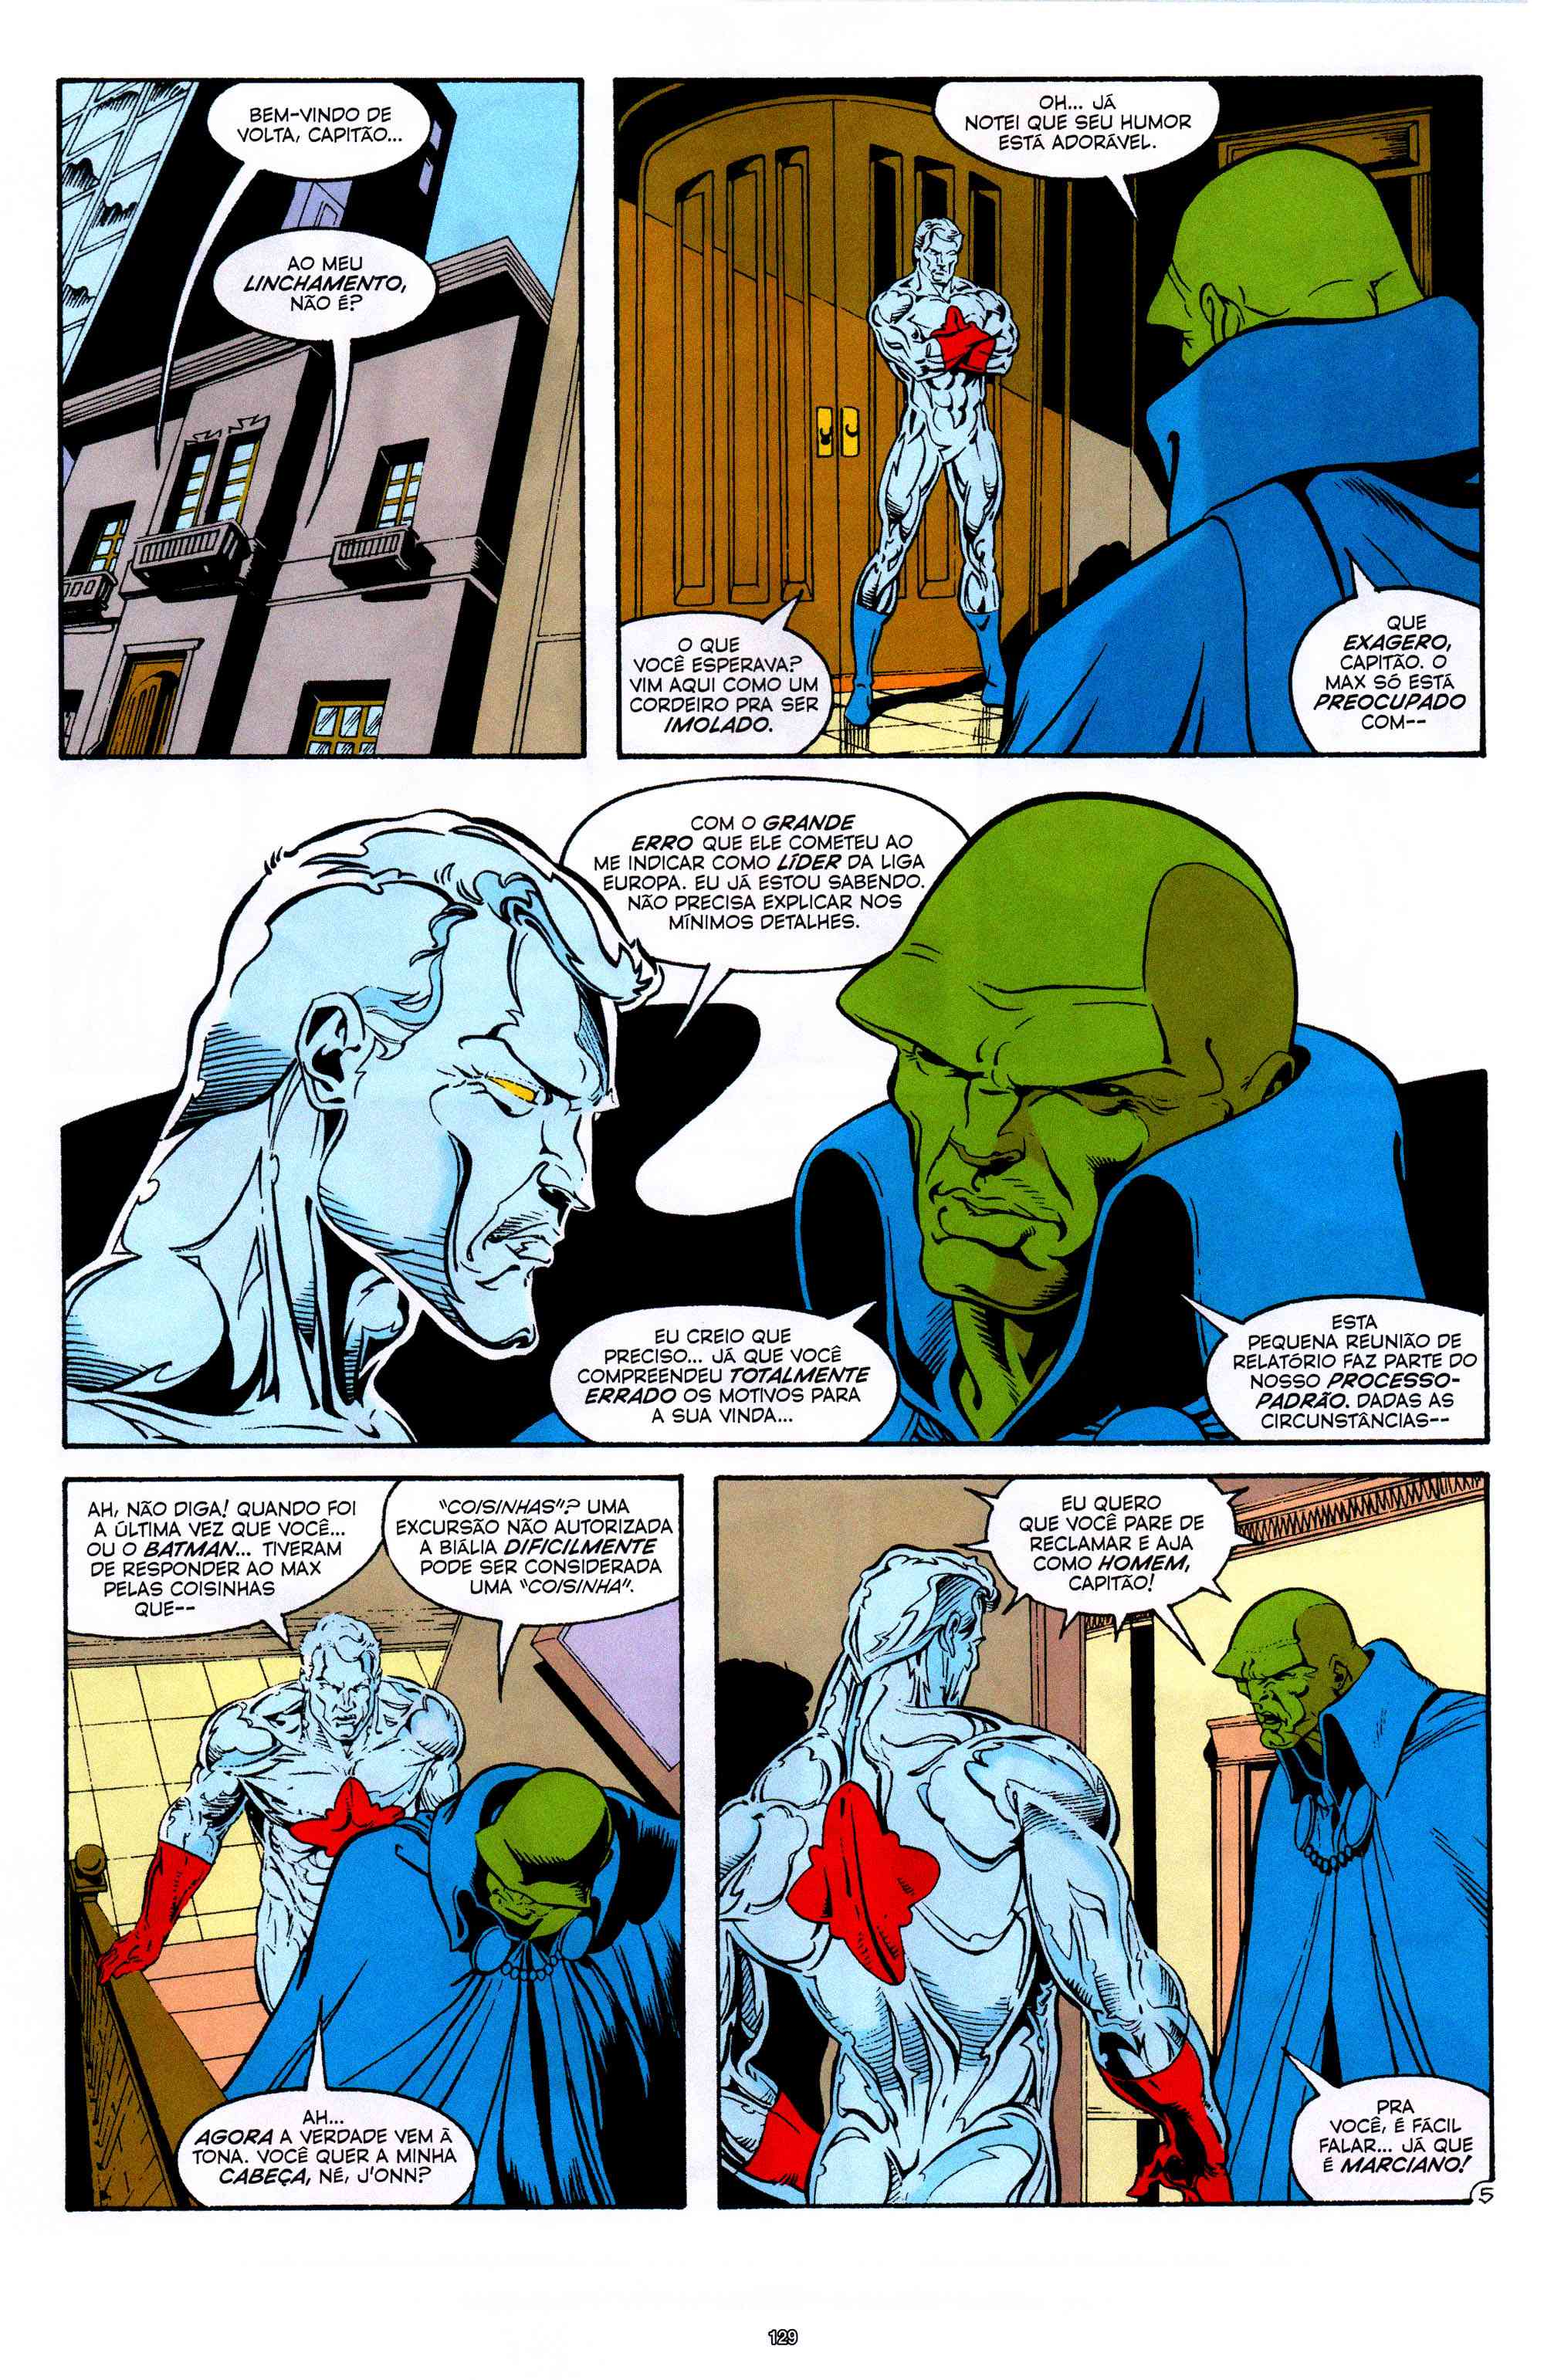 BEM-VINDO DE
VOLTA, CAPITÃO...
AO MEU
LINCHAMENTO,
NÃO É?
OH... JÁ
NOTEI QUE SEU HUMOR
ESTÁ ADORÁVEL.
O QUE
VOCÊ ESPERAVA?
VIM AQUI COMO UM
CORDEIRO PRA SER
IMOLADO.
QUE
EXAGERO,
CAPITÃO. O
MAX SÓ ESTÁ
PREOCUPADO
COM--
COM O GRANDE
ERRO QUE ELE COMETEU AO
ME INDICAR COMO LÍDER DA LIGA
EUROPA. EU JÁ ESTOU SABENDO.
NÃO PRECISA EXPLICAR NOS
MÍNIMOS DETALHES.
EU CREIO QUE
PRECISO... JÁ QUE VOCÊ
COMPREENDEU TOTALMENTE
ERRADO OS MOTIVOS PARA
A SUA VINDA...
ESTA
PEQUENA REUNIÃO DE
RELATÓRIO FAZ PARTE DO
NOSSO PROCESSO-
PADRÃO. DADAS AS
CIRCUNSTÂNCIAS--
AH, NÃO DIGA! QUANDO FOI
A ÚLTIMA VEZ QUE VOCÊ...
OU O BATMAN... TIVERAM
DE RESPONDER AO MAX
PELAS COISINHAS
QUE--
"COISINHAS"? UMA
EXCURSÃO NÃO AUTORIZADA
A BIÁLIA DIFICILMENTE
PODE SER CONSIDERADA
UMA "COISINHA".
AH...
AGORA A VERDADE VEM À
TONA. VOCÊ QUER A MINHA
CABEÇA, NÉ, J'ONN?
EU QUERO
QUE VOCÊ PARE DE
RECLAMAR E AJA
COMO HOMEM,
CAPITÃO!
PRA
VOCÊ, É FÁCIL
FALAR... JÁ QUE
É MARCIANO!
5
129